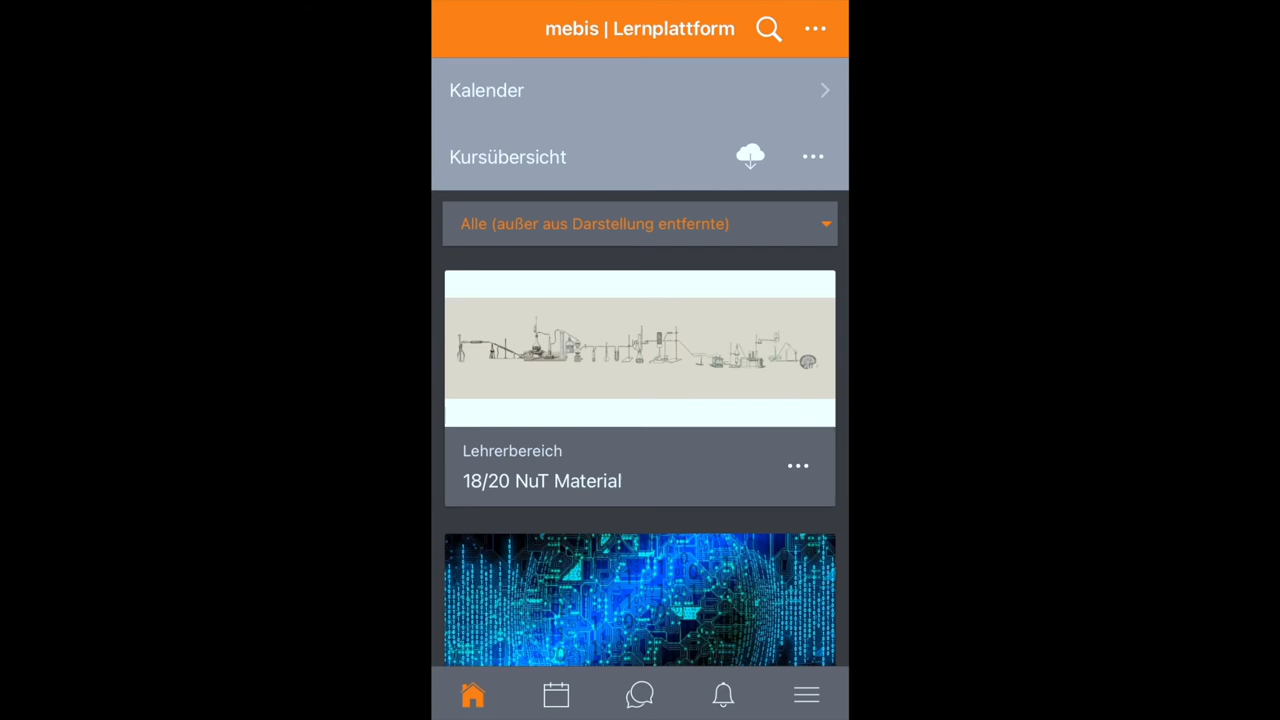 mebis | Lernplattform
Kalender
Kursübersicht
Alle (außer aus Darstellung entfernte)
Lehrerbereich
18/20 NuT Material